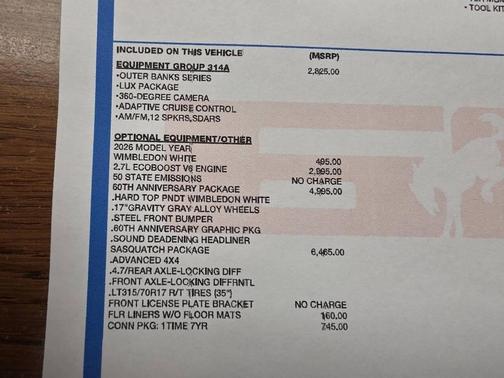 · TOOL KIT
INCLUDED ON THIS VEHICLE (MSRP)
EQUIPMENT GROUP 314A 2,825.00
•OUTER BANKS SERIES
•LUX PACKAGE
•360-DEGREE CAMERA
•ADAPTIVE CRUISE CONTROL
•AM/FM,12 SPKRS,SDARS
OPTIONAL EQUIPMENT/OTHER
2026 MODEL YEAR
WIMBLEDON WHITE 495.00
2.7L ECOBOOST V6 ENGINE 2,995.00
50 STATE EMISSIONS NO CHARGE
60TH ANNIVERSARY PACKAGE 4,995.00
.HARD TOP PNDT WIMBLEDON WHITE
.17"GRAVITY GRAY ALLOY WHEELS
.STEEL FRONT BUMPER
.60TH ANNIVERSARY GRAPHIC PKG
.SOUND DEADENING HEADLINER
SASQUATCH PACKAGE 6,465.00
.ADVANCED 4X4
.4.7/REAR AXLE-LOCKING DIFF
.FRONT AXLE-LOCKING DIFFRNTL
.LT315/70R17 R/T TIRES (35")
FRONT LICENSE PLATE BRACKET NO CHARGE
FLR LINERS W/O FLOOR MATS 160.00
CONN PKG: 1TIME 7YR 745.00